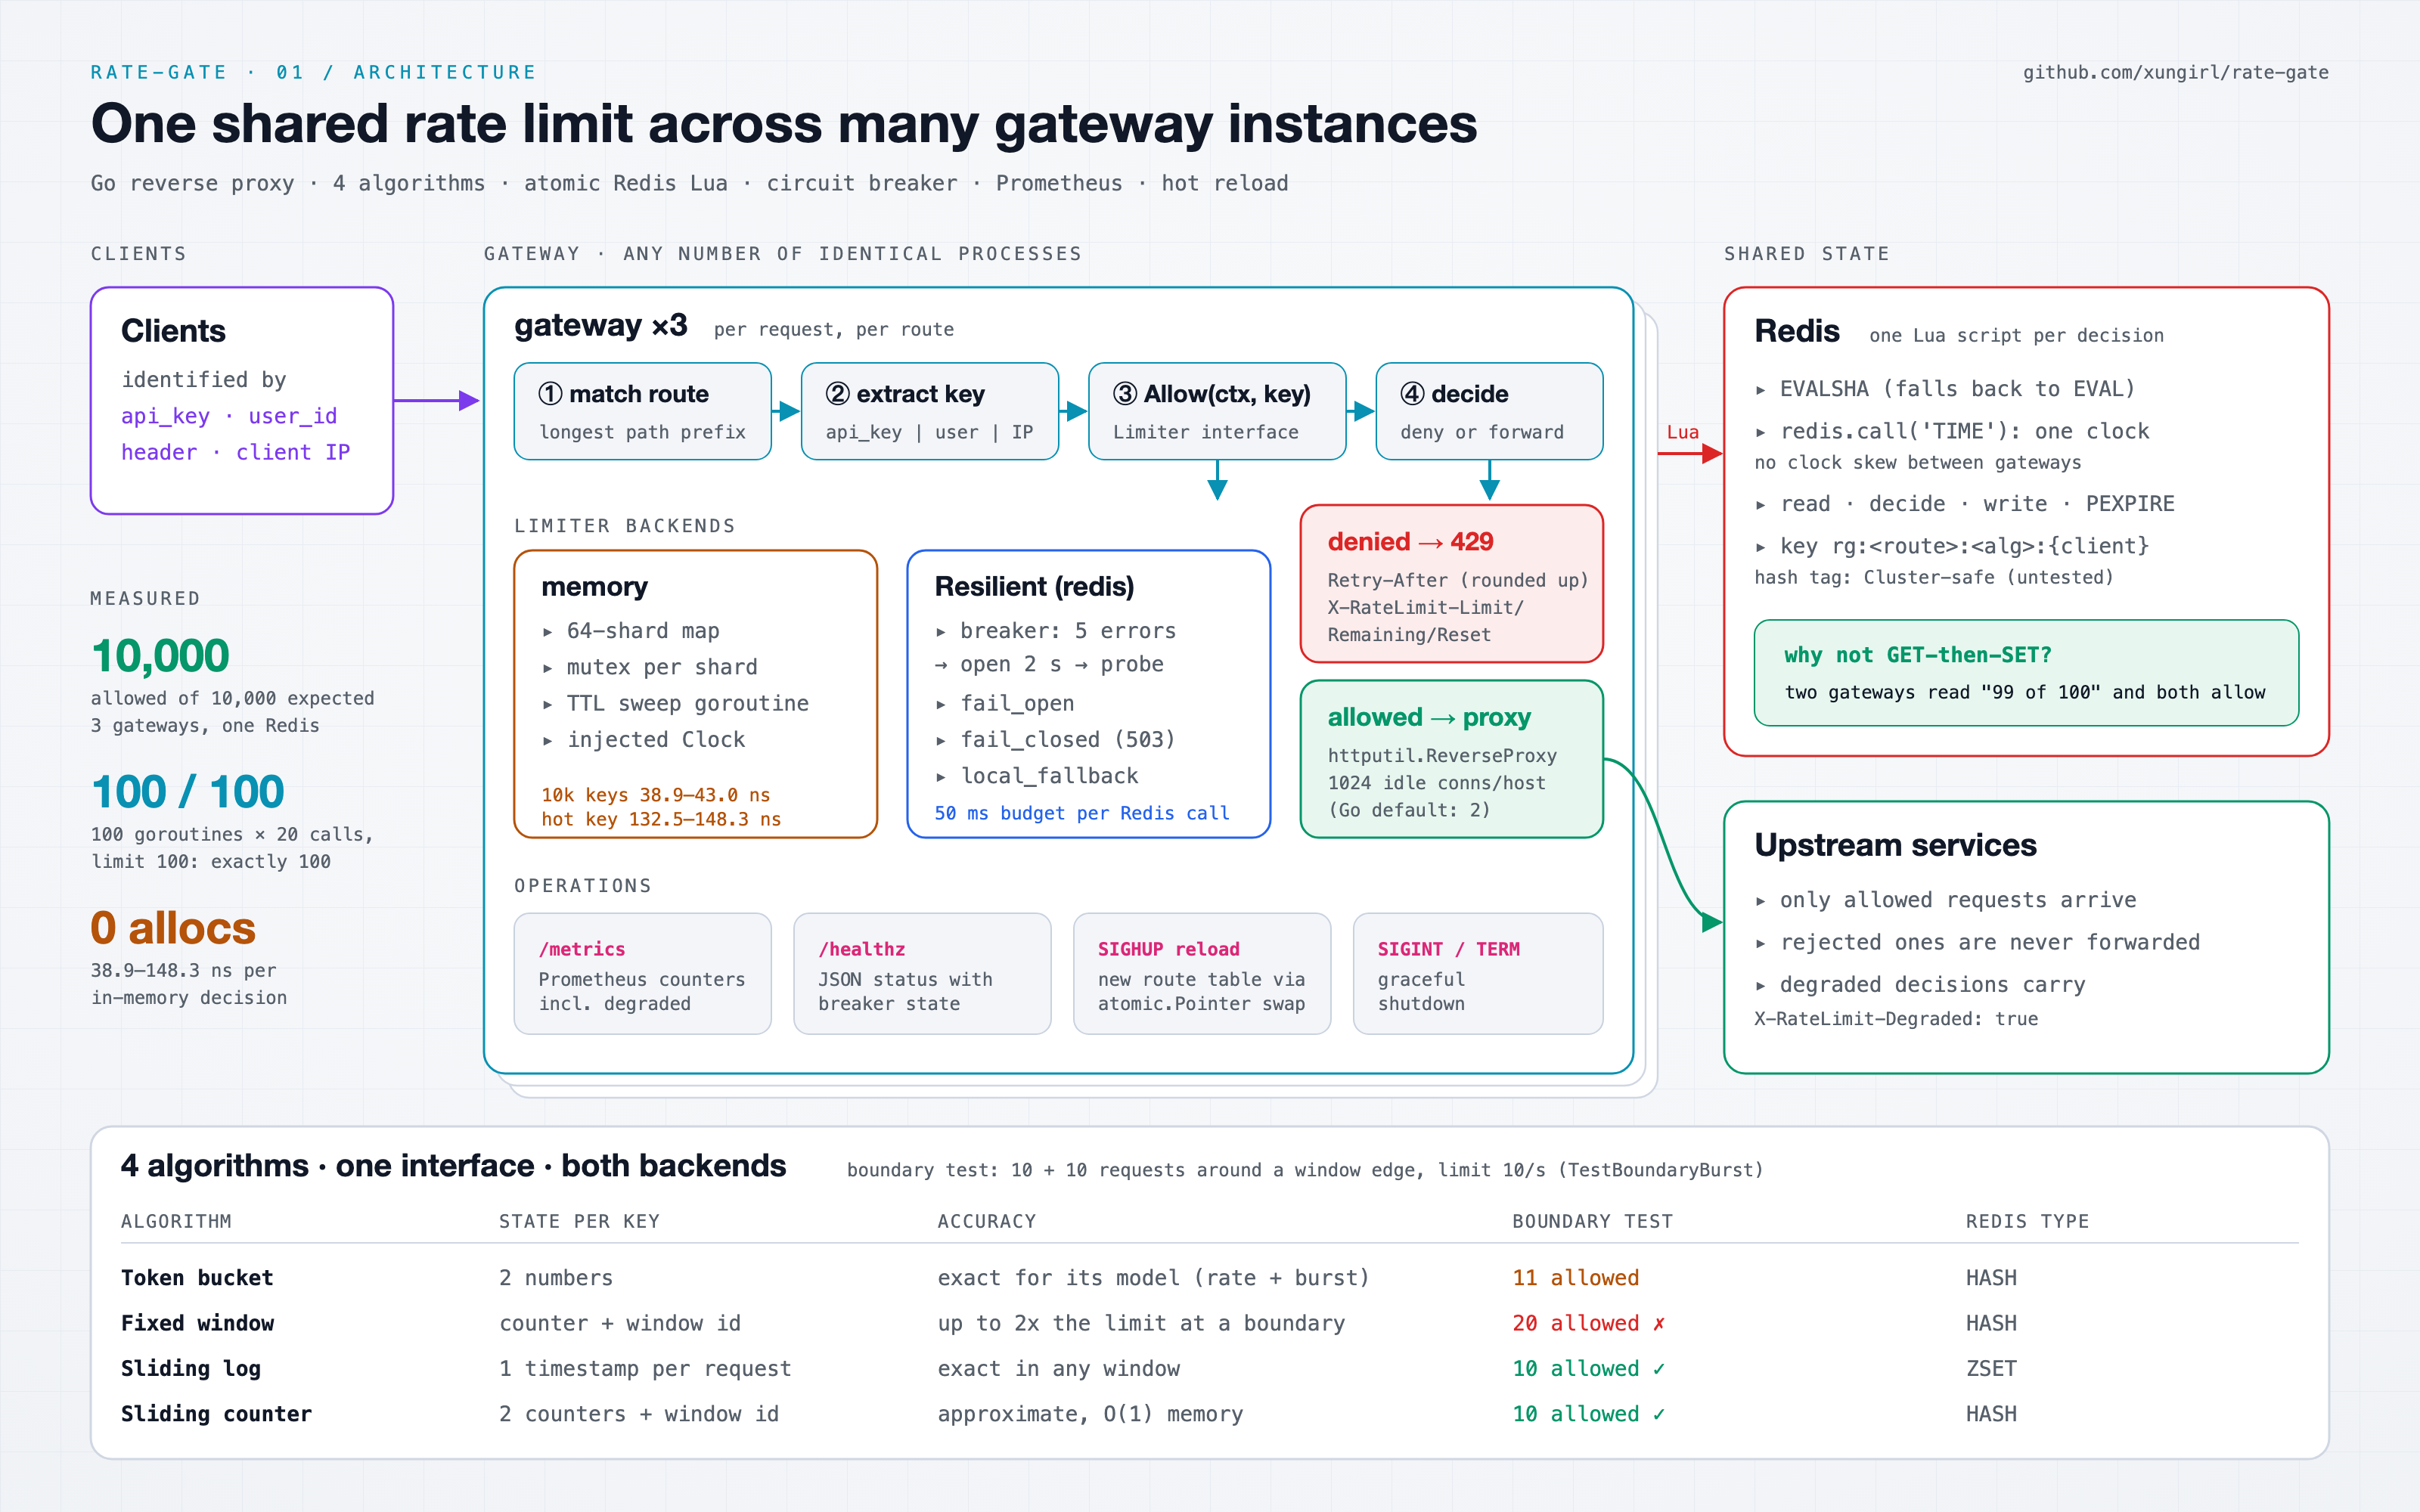 RATE-GATE · 01 / ARCHITECTURE
github.com/xungirl/rate-gate
One shared rate limit across many gateway instances
Go reverse proxy · 4 algorithms · atomic Redis Lua · circuit breaker · Prometheus · hot reload
CLIENTS
Clients
identified by
api_key · user_id
header · client IP
MEASURED
10,000
allowed of 10,000 expected
3 gateways, one Redis
100 / 100
100 goroutines × 20 calls,
limit 100: exactly 100
0 allocs
38.9–148.3 ns per
in-memory decision
GATEWAY · ANY NUMBER OF IDENTICAL PROCESSES
gateway ×3 per request, per route
① match route
longest path prefix
② extract key
api_key | user | IP
③ Allow(ctx, key)
Limiter interface
④ decide
deny or forward
LIMITER BACKENDS
memory
▸ 64-shard map
▸ mutex per shard
▸ TTL sweep goroutine
▸ injected Clock
10k keys 38.9–43.0 ns
hot key 132.5–148.3 ns
Resilient (redis)
▸ breaker: 5 errors
→ open 2 s → probe
▸ fail_open
▸ fail_closed (503)
▸ local_fallback
50 ms budget per Redis call
denied → 429
Retry-After (rounded up)
X-RateLimit-Limit/
Remaining/Reset
allowed → proxy
httputil.ReverseProxy
1024 idle conns/host
(Go default: 2)
OPERATIONS
/metrics
Prometheus counters
incl. degraded
/healthz
JSON status with
breaker state
SIGHUP reload
new route table via
atomic.Pointer swap
SIGINT / TERM
graceful
shutdown
Lua
SHARED STATE
Redis one Lua script per decision
▸ EVALSHA (falls back to EVAL)
▸ redis.call('TIME'): one clock
no clock skew between gateways
▸ read · decide · write · PEXPIRE
▸ key rg:<route>:<alg>:{client}
hash tag: Cluster-safe (untested)
why not GET-then-SET?
two gateways read "99 of 100" and both allow
Upstream services
▸ only allowed requests arrive
▸ rejected ones are never forwarded
▸ degraded decisions carry
X-RateLimit-Degraded: true
4 algorithms · one interface · both backends boundary test: 10 + 10 requests around a window edge, limit 10/s (TestBoundaryBurst)
ALGORITHM STATE PER KEY ACCURACY BOUNDARY TEST REDIS TYPE
Token bucket 2 numbers exact for its model (rate + burst) 11 allowed HASH
Fixed window counter + window id up to 2x the limit at a boundary 20 allowed ✗ HASH
Sliding log 1 timestamp per request exact in any window 10 allowed ✓ ZSET
Sliding counter 2 counters + window id approximate, O(1) memory 10 allowed ✓ HASH